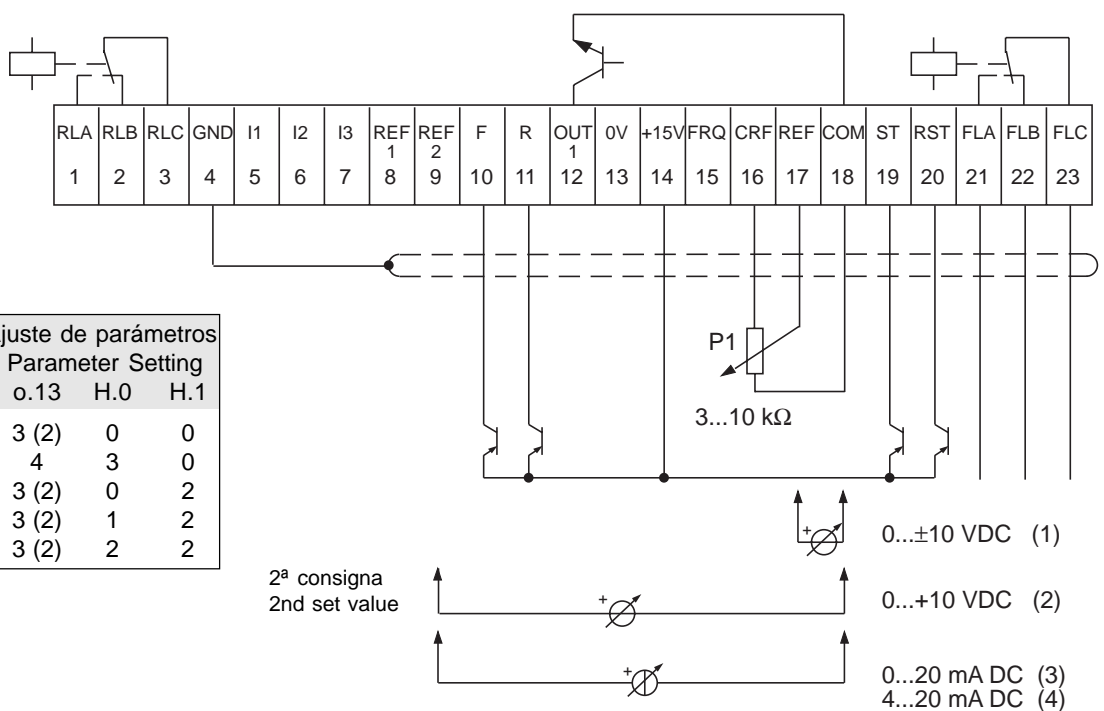 RLA RLB RLC GND I1 I2 I3 REF 1 REF 2 F R OUT 1 0V +15V FRQ CRF REF COM ST RST FLA FLB FLC
1 2 3 4 5 6 7 8 9 10 11 12 13 14 15 16 17 18 19 20 21 22 23
P1
3...10 kΩ
juste de parámetros
Parameter Setting
o.13 H.0 H.1
3 (2) 0 0
4 3 0
3 (2) 0 2
3 (2) 1 2
3 (2) 2 2
+
0...±10 VDC (1)
2ª consigna
2nd set value
+
0...+10 VDC (2)
+
0...20 mA DC (3)
4...20 mA DC (4)